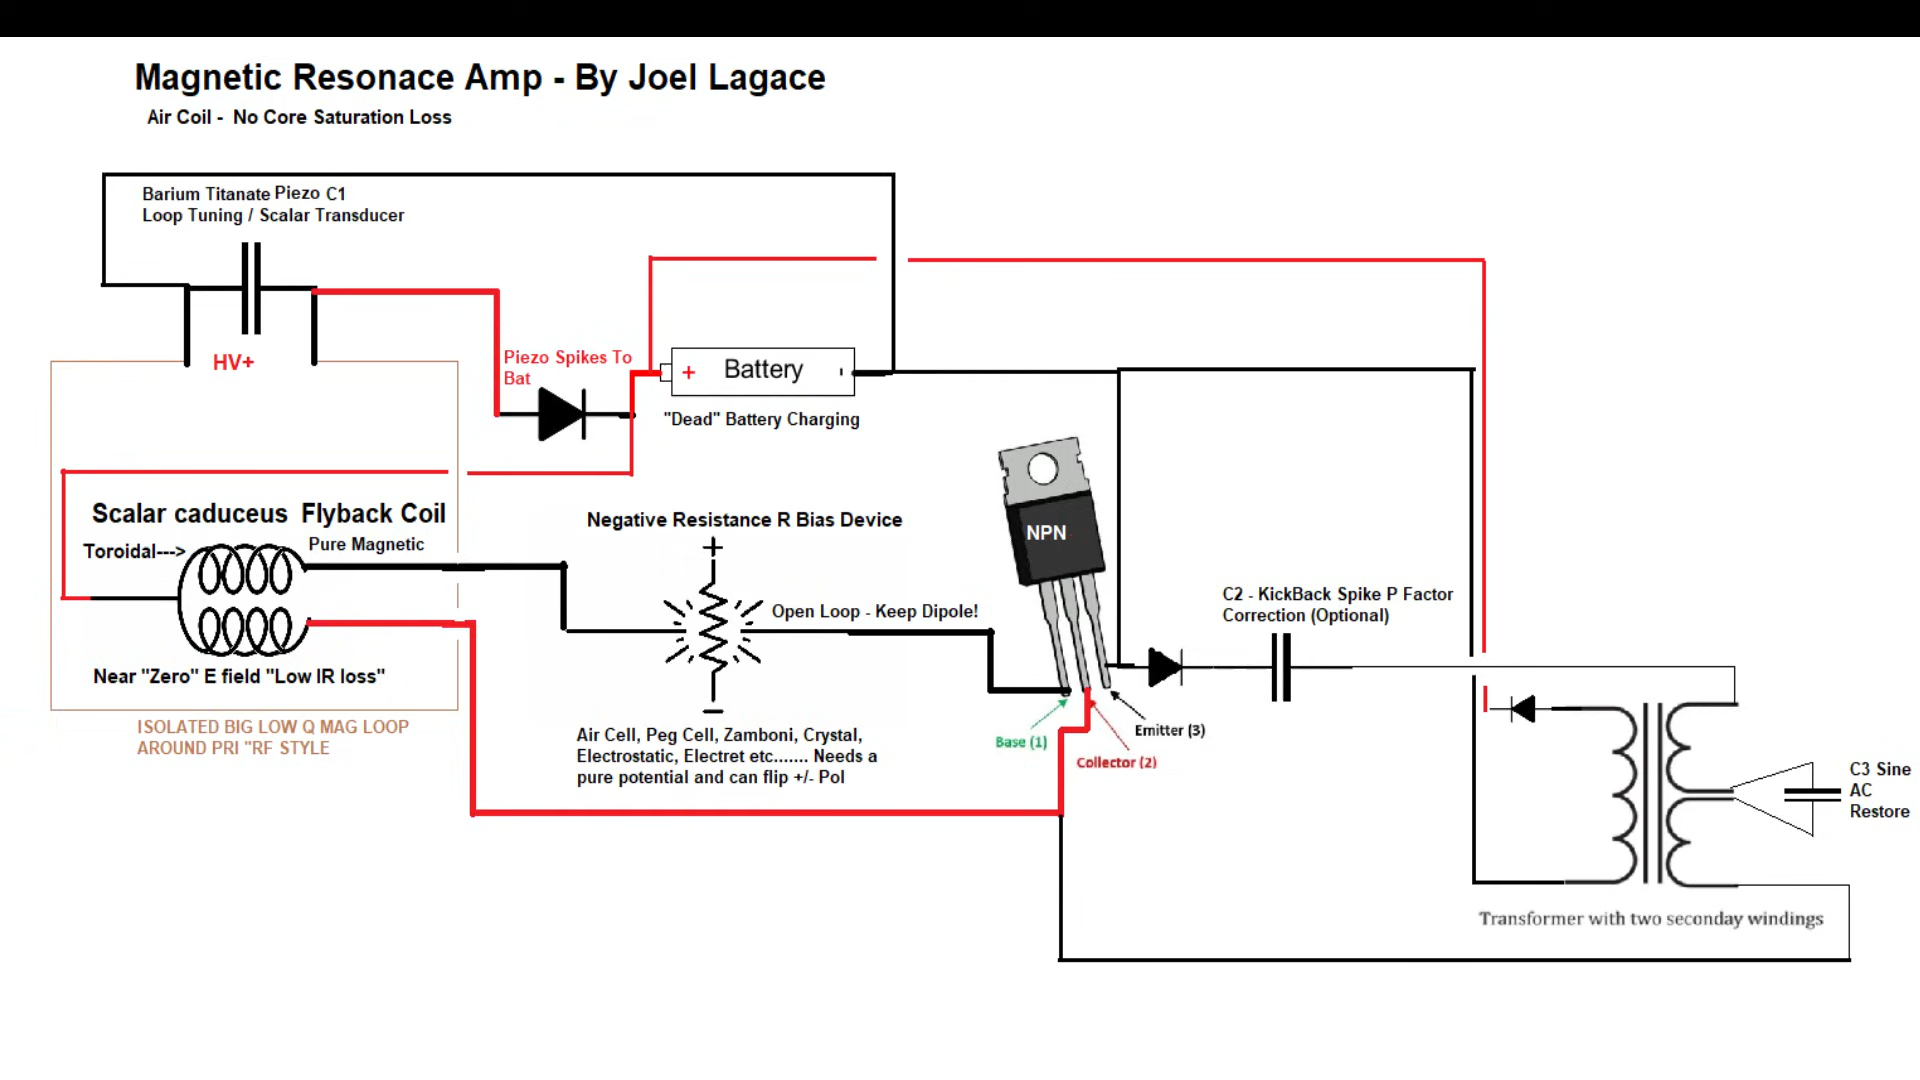 Magnetic Resonace Amp - By Joel Lagace
Air Coil - No Core Saturation Loss
Barium Titanate Piezo C1
Loop Tuning / Scalar Transducer
HV+
Piezo Spikes To
Bat
+ Battery -
"Dead" Battery Charging
Scalar caduceus Flyback Coil
Toroidal--->
Pure Magnetic
Near "Zero" E field "Low IR loss"
ISOLATED BIG LOW Q MAG LOOP
AROUND PRI "RF STYLE
Negative Resistance R Bias Device
+
Open Loop - Keep Dipole!
-
Air Cell, Peg Cell, Zamboni, Crystal,
Electrostatic, Electret etc....... Needs a
pure potential and can flip +/- Pol
NPN
Base (1)
Collector (2)
Emitter (3)
C2 - KickBack Spike P Factor
Correction (Optional)
C3 Sine
AC
Restore
Transformer with two seconday windings